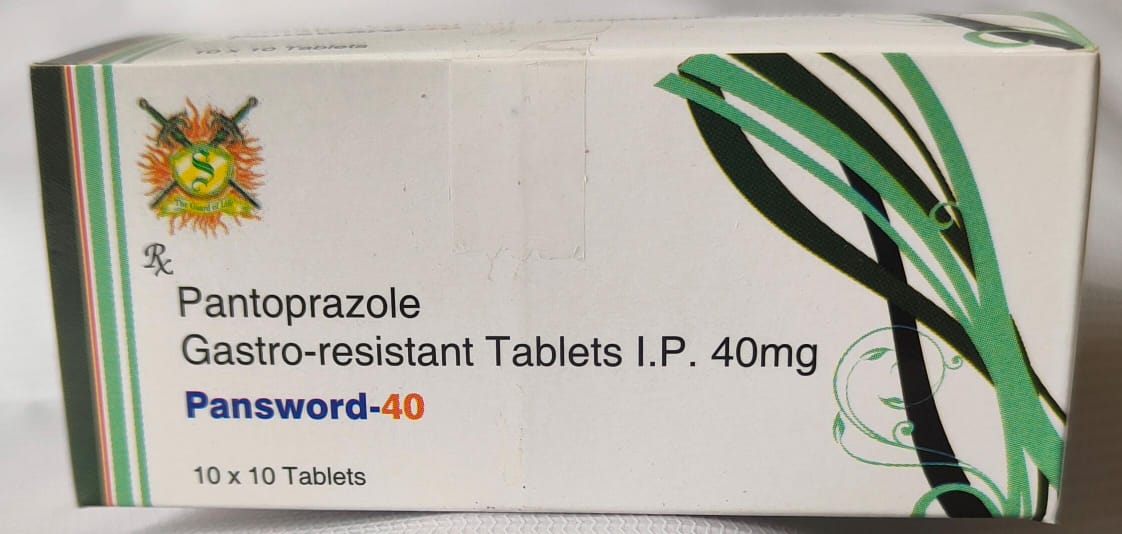 10 x 10 Tablets
S
The Guard of Life
Rx
Pantoprazole
Gastro-resistant Tablets I.P. 40mg
Pansword-40
10 x 10 Tablets